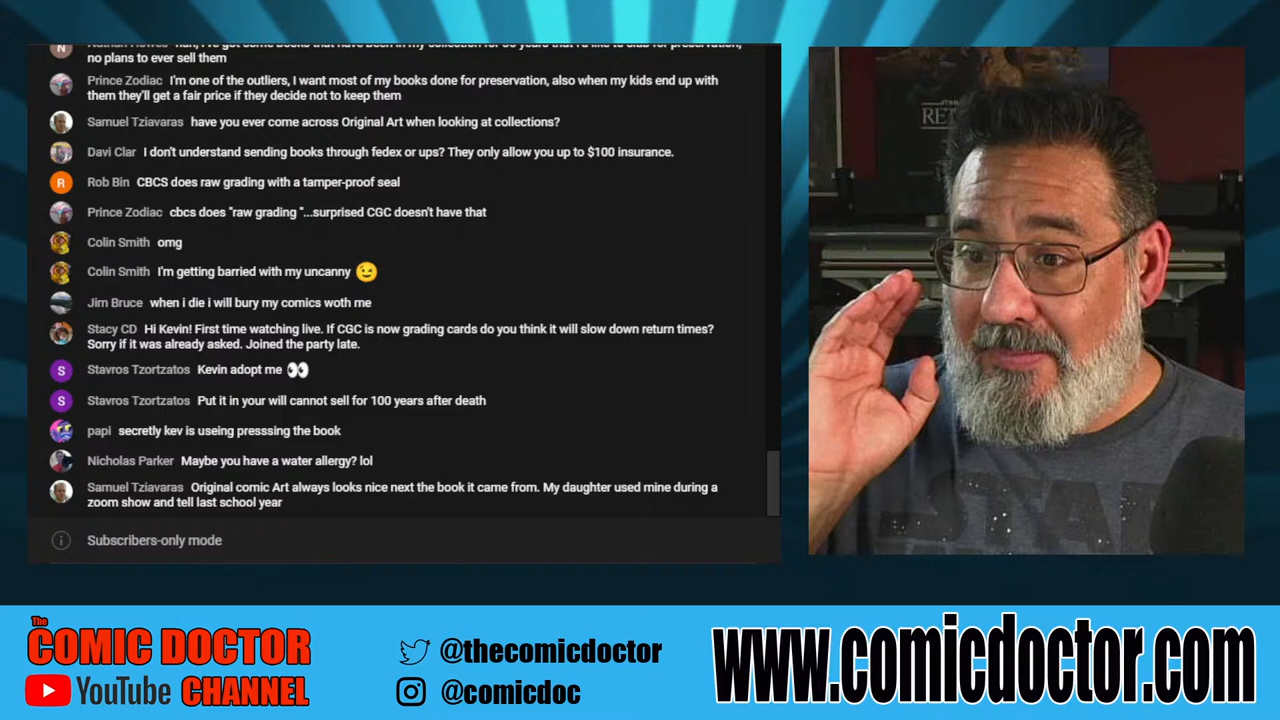 no plans to ever sell them
Prince Zodiac I'm one of the outliers, I want most of my books done for preservation, also when my kids end up with
them they'll get a fair price if they decide not to keep them
Samuel Tziavaras have you ever come across Original Art when looking at collections?
Davi Clar I don't understand sending books through fedex or ups? They only allow you up to $100 insurance.
R Rob Bin CBCS does raw grading with a tamper-proof seal
Prince Zodiac cbcs does "raw grading "...surprised CGC doesn't have that
Colin Smith omg
Colin Smith I'm getting barried with my uncanny 😉
Jim Bruce when i die i will bury my comics woth me
Stacy CD Hi Kevin! First time watching live. If CGC is now grading cards do you think it will slow down return times?
Sorry if it was already asked. Joined the party late.
S Stavros Tzortzatos Kevin adopt me 👀
S Stavros Tzortzatos Put it in your will cannot sell for 100 years after death
papi secretly kev is useing presssing the book
Nicholas Parker Maybe you have a water allergy? lol
Samuel Tziavaras Original comic Art always looks nice next the book it came from. My daughter used mine during a
zoom show and tell last school year
Subscribers-only mode
STAR
The
COMIC DOCTOR
YouTube CHANNEL
@thecomicdoctor
@comicdoc
www.comicdoctor.com